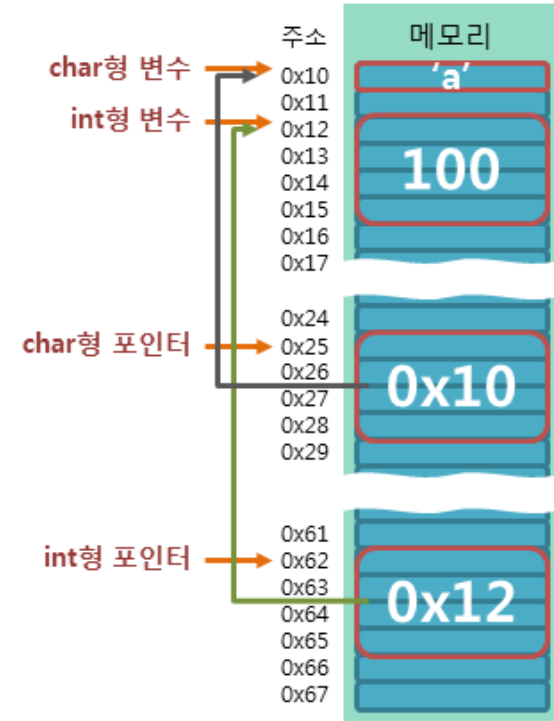 주소 메모리
char형 변수 0x10 ‘a’
0x11
int형 변수 0x12
0x13
100
0x14
0x15
0x16
0x17
0x24
char형 포인터 0x25
0x26
0x10
0x27
0x28
0x29
0x61
int형 포인터 0x62
0x63
0x12
0x64
0x65
0x66
0x67